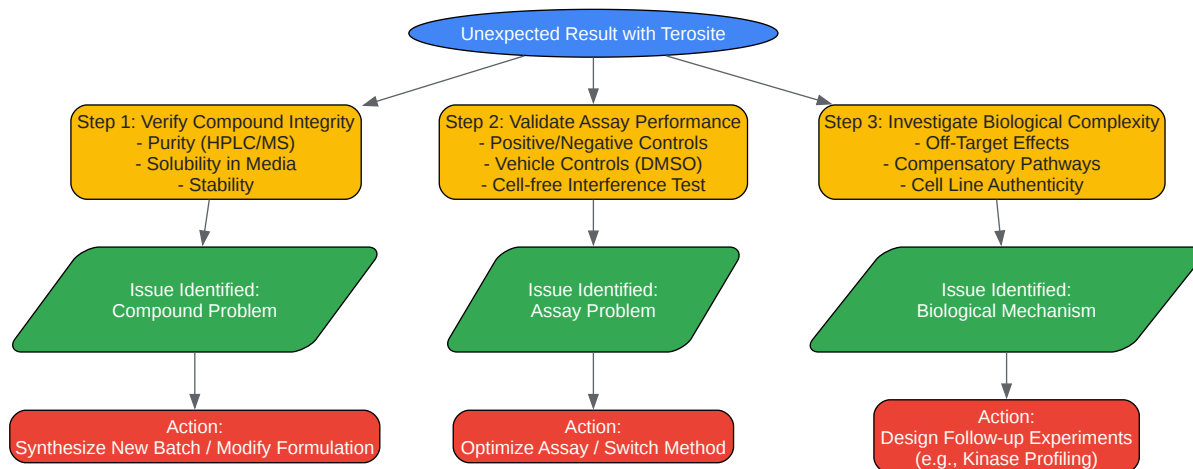 Unexpected Result with Terosite
Step 1: Verify Compound Integrity
- Purity (HPLC/MS)
- Solubility in Media
- Stability
Step 2: Validate Assay Performance
- Positive/Negative Controls
- Vehicle Controls (DMSO)
- Cell-free Interference Test
Step 3: Investigate Biological Complexity
- Off-Target Effects
- Compensatory Pathways
- Cell Line Authenticity
Issue Identified:
Compound Problem
Issue Identified:
Assay Problem
Issue Identified:
Biological Mechanism
Action:
Synthesize New Batch / Modify Formulation
Action:
Optimize Assay / Switch Method
Action:
Design Follow-up Experiments
(e.g., Kinase Profiling)